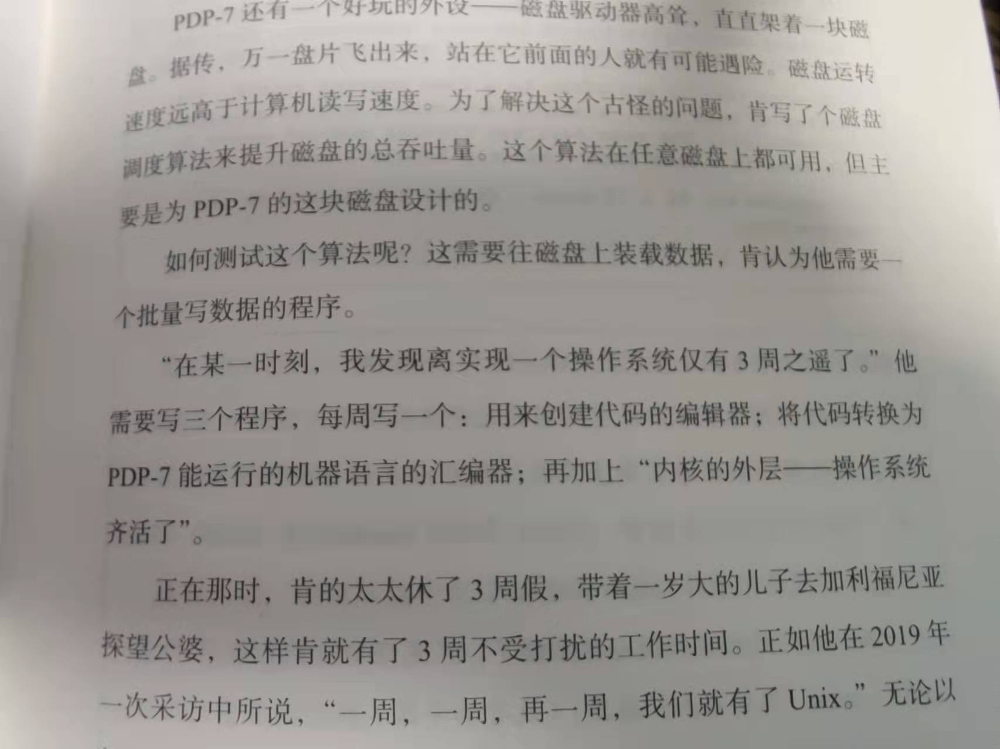 PDP-7 还有一个好玩的外设——磁盘驱动器高耸，直直架着一块磁
盘。据传，万一盘片飞出来，站在它前面的人就有可能遇险。磁盘运转
速度远高于计算机读写速度。为了解决这个古怪的问题，肯写了个磁盘
调度算法来提升磁盘的总吞吐量。这个算法在任意磁盘上都可用，但主
要是为 PDP-7 的这块磁盘设计的。
如何测试这个算法呢？这需要往磁盘上装载数据，肯认为他需要一
个批量写数据的程序。
“在某一时刻，我发现离实现一个操作系统仅有 3 周之遥了。”他
需要写三个程序，每周写一个：用来创建代码的编辑器；将代码转换为
PDP-7 能运行的机器语言的汇编器；再加上“内核的外层——操作系统
齐活了”。
正在那时，肯的太太休了 3 周假，带着一岁大的儿子去加利福尼亚
探望公婆，这样肯就有了 3 周不受打扰的工作时间。正如他在 2019 年
一次采访中所说，“一周，一周，再一周，我们就有了 Unix。”无论以